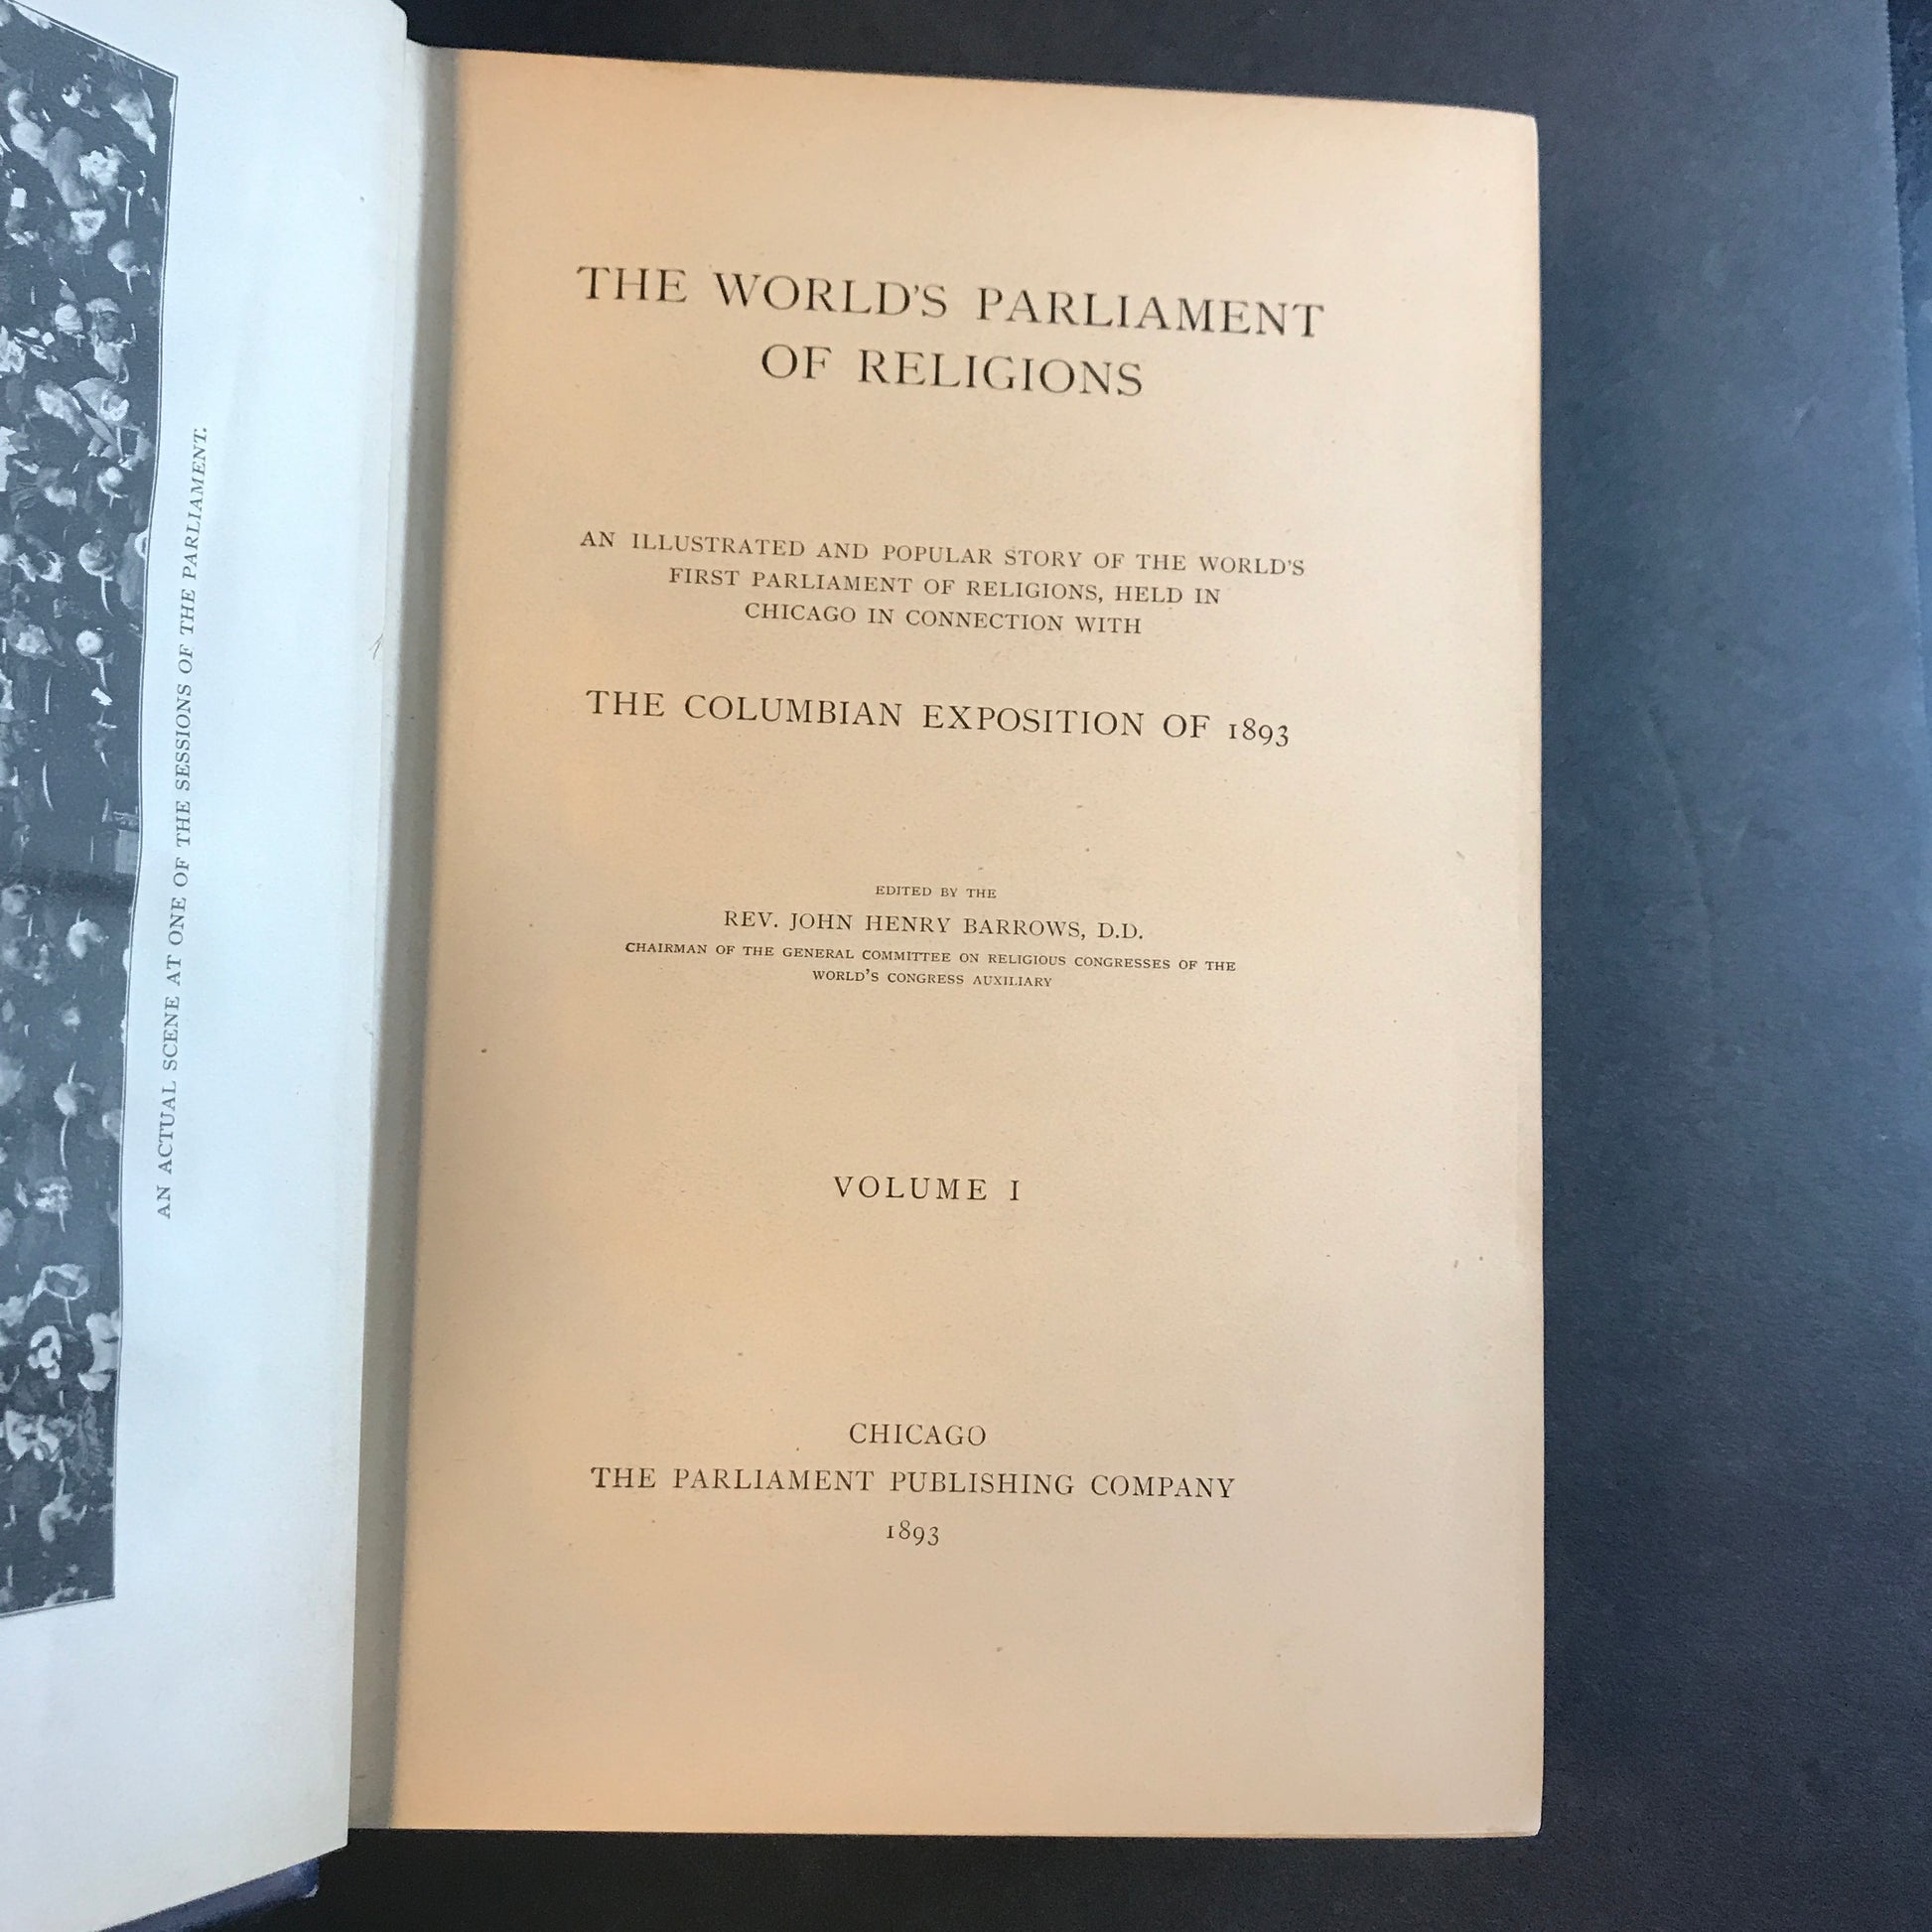 AN ACTUAL SCENE AT ONE OF THE SESSIONS OF THE PARLIAMENT.
THE WORLD'S PARLIAMENT
OF RELIGIONS
AN ILLUSTRATED AND POPULAR STORY OF THE WORLD'S
FIRST PARLIAMENT OF RELIGIONS, HELD IN
CHICAGO IN CONNECTION WITH
THE COLUMBIAN EXPOSITION OF 1893
EDITED BY THE
REV. JOHN HENRY BARROWS, D.D.
CHAIRMAN OF THE GENERAL COMMITTEE ON RELIGIOUS CONGRESSES OF THE
WORLD'S CONGRESS AUXILIARY
VOLUME I
CHICAGO
THE PARLIAMENT PUBLISHING COMPANY
1893